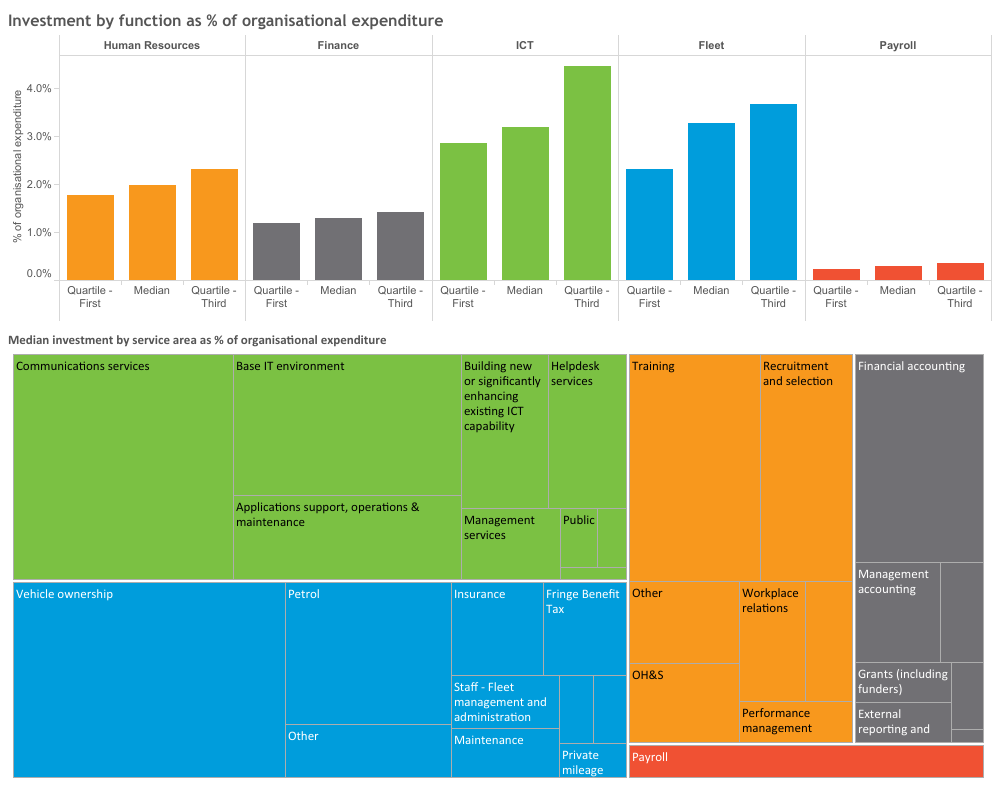 Investment by function as % of organisational expenditure
Human Resources
Finance
ICT
Fleet
Payroll
% of organisational expenditure
4.0%
3.0%
2.0%
1.0%
0.0%
Quartile -
First
Median
Quartile -
Third
Quartile -
First
Median
Quartile -
Third
Quartile -
First
Median
Quartile -
Third
Quartile -
First
Median
Quartile -
Third
Quartile -
First
Median
Quartile -
Third
Median investment by service area as % of organisational expenditure
Communications services
Base IT environment
Building new
or significantly
enhancing
existing ICT
capability
Helpdesk
services
Applications support, operations &
maintenance
Management
services
Public
Training
Recruitment
and selection
Other
Workplace
relations
OH&S
Performance
management
Financial accounting
Management
accounting
Grants (including
funders)
External
reporting and
Vehicle ownership
Petrol
Other
Insurance
Fringe Benefit
Tax
Staff - Fleet
management and
administration
Maintenance
Private
mileage
Payroll